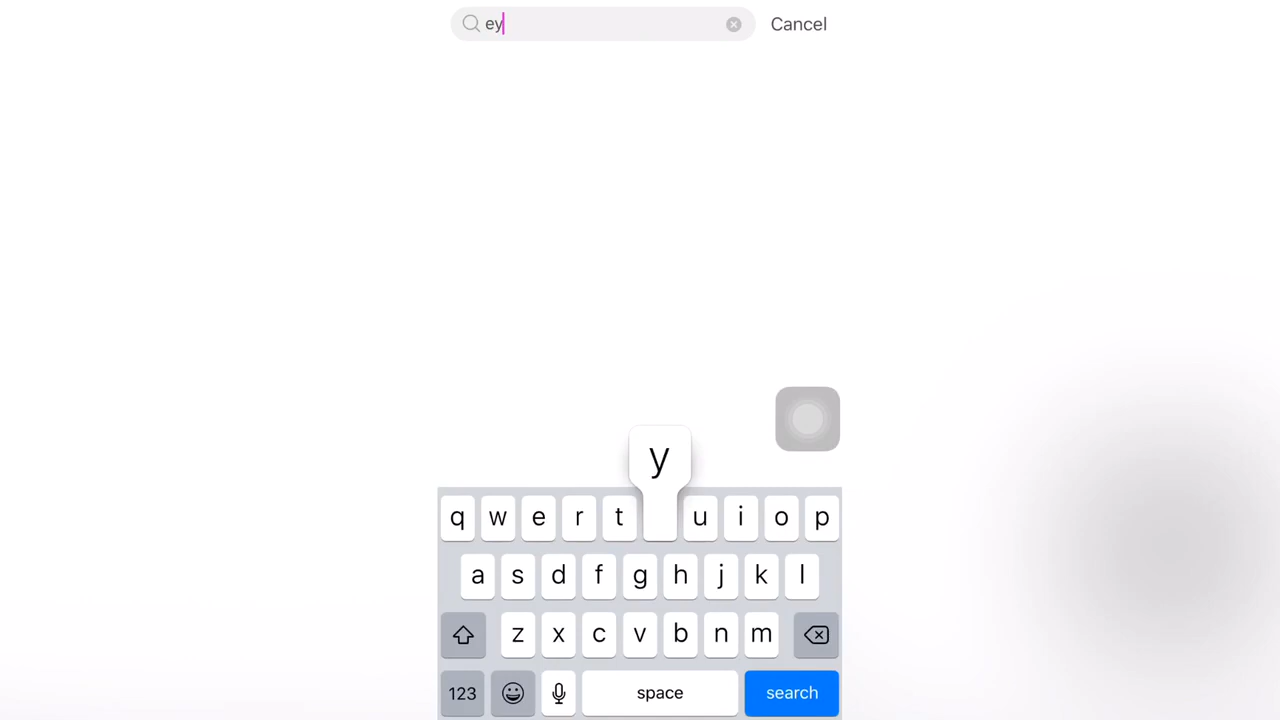 ey
Cancel
y
q w e r t u i o p
a s d f g h j k l
z x c v b n m
123 space search